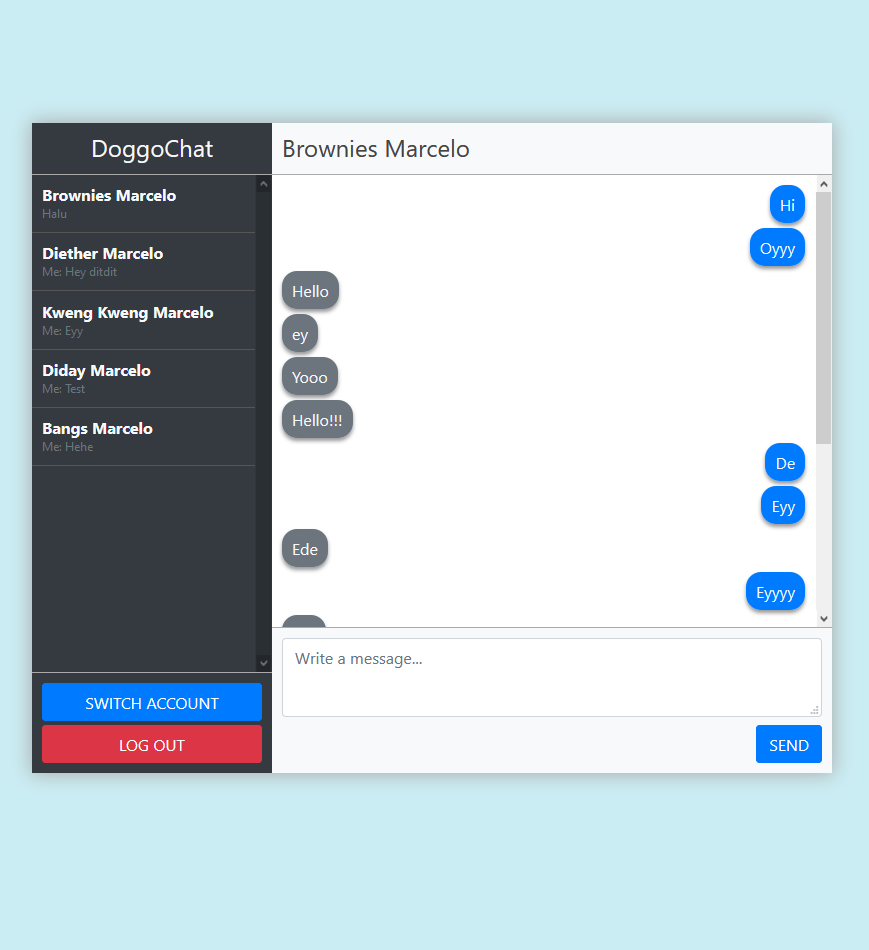 DoggoChat
Brownies Marcelo
Halu
Diether Marcelo
Me: Hey ditdit
Kweng Kweng Marcelo
Me: Eyy
Diday Marcelo
Me: Test
Bangs Marcelo
Me: Hehe
SWITCH ACCOUNT
LOG OUT
Brownies Marcelo
Hi
Oyyy
Hello
ey
Yooo
Hello!!!
De
Eyy
Ede
Eyyyy
Write a message...
SEND